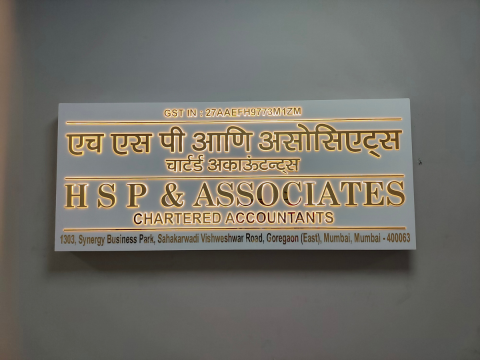 GST IN : 27AAEFH9773M1ZM
एच एस पी आणि असोसिएट्स
चार्टर्ड अकाऊंटन्ट्स
H S P & ASSOCIATES
CHARTERED ACCOUNTANTS
1303, Synergy Business Park, Sahakarwadi Vishweshwar Road, Goregaon (East), Mumbai, Mumbai - 400063